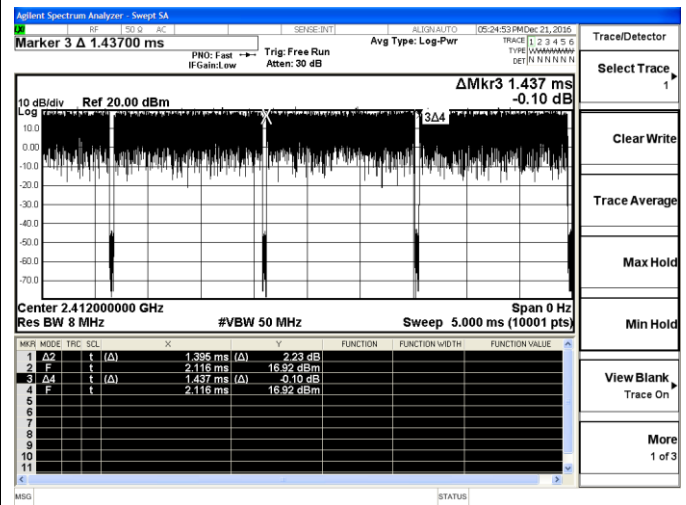 Agilent Spectrum Analyzer - Swept SA
LXI RF 50 Ω AC SENSE:INT ALIGNAUTO 05:24:53 PM Dec 21, 2016
Marker 3 Δ 1.43700 ms
PNO: Fast Trig: Free Run Avg Type: Log-Pwr TRACE 1 2 3 4 5 6
TYPE WWWWWW
IFGain:Low Atten: 30 dB DET N N N N N N
ΔMkr3 1.437 ms
10 dB/div Ref 20.00 dBm -0.10 dB
Log
3Δ4
10.0
0.00
-10.0
-20.0
-30.0
-40.0
-50.0
-60.0
-70.0
Center 2.412000000 GHz Span 0 Hz
Res BW 8 MHz #VBW 50 MHz Sweep 5.000 ms (10001 pts)
MKR MODE TRC SCL X Y FUNCTION FUNCTION WIDTH FUNCTION VALUE
1 Δ2 t (Δ) 1.395 ms (Δ) 2.23 dB
2 F t 2.116 ms 16.92 dBm
3 Δ4 t (Δ) 1.437 ms (Δ) -0.10 dB
4 F t 2.116 ms 16.92 dBm
5
6
7
8
9
10
11
MSG STATUS
Trace/Detector
Select Trace
1
Clear Write
Trace Average
Max Hold
Min Hold
View Blank
Trace On
More
1 of 3